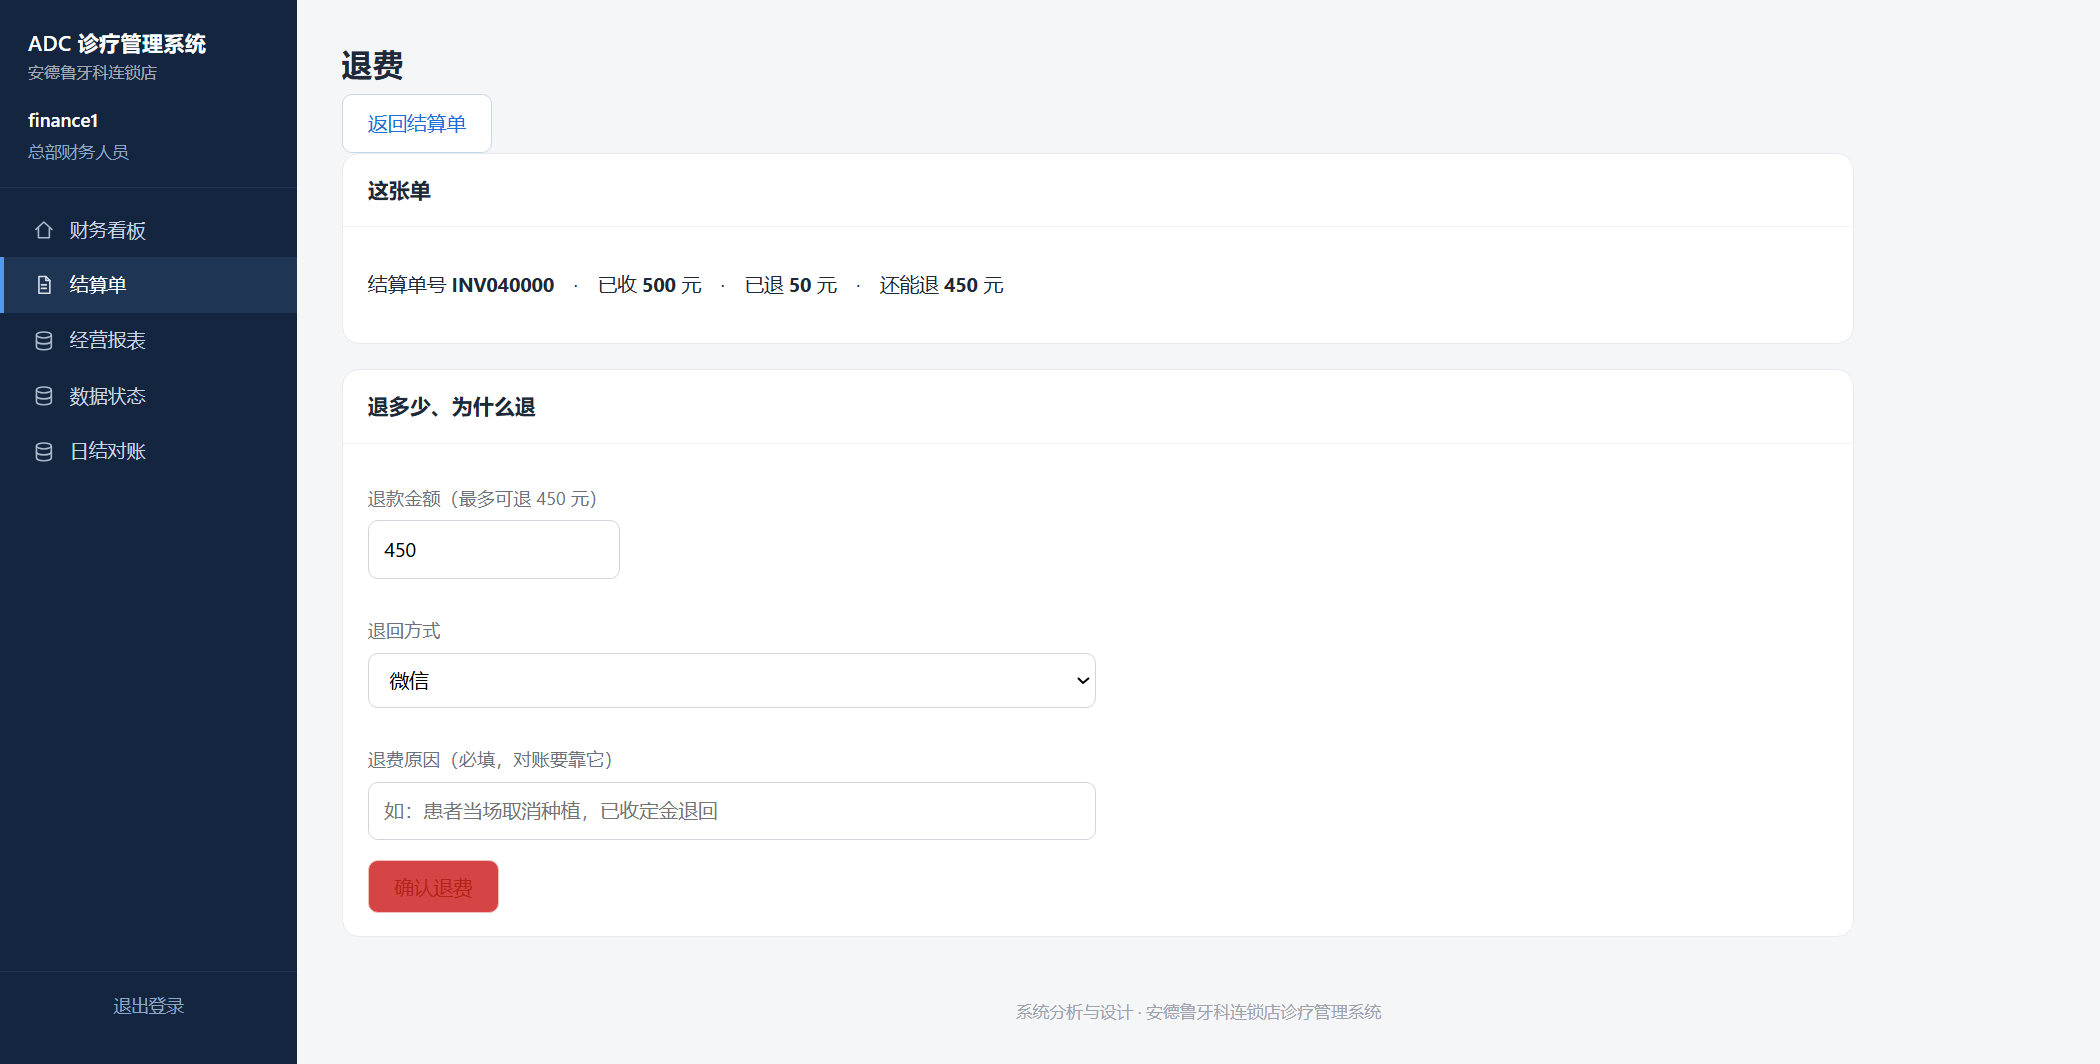 ADC 诊疗管理系统
安德鲁牙科连锁店
finance1
总部财务人员
财务看板
结算单
经营报表
数据状态
日结对账
退出登录
退费
返回结算单
这张单
结算单号 INV040000 · 已收 500 元 · 已退 50 元 · 还能退 450 元
退多少、为什么退
退款金额（最多可退 450 元）
450
退回方式
微信
退费原因（必填，对账要靠它）
如：患者当场取消种植，已收定金退回
确认退费
系统分析与设计 · 安德鲁牙科连锁店诊疗管理系统